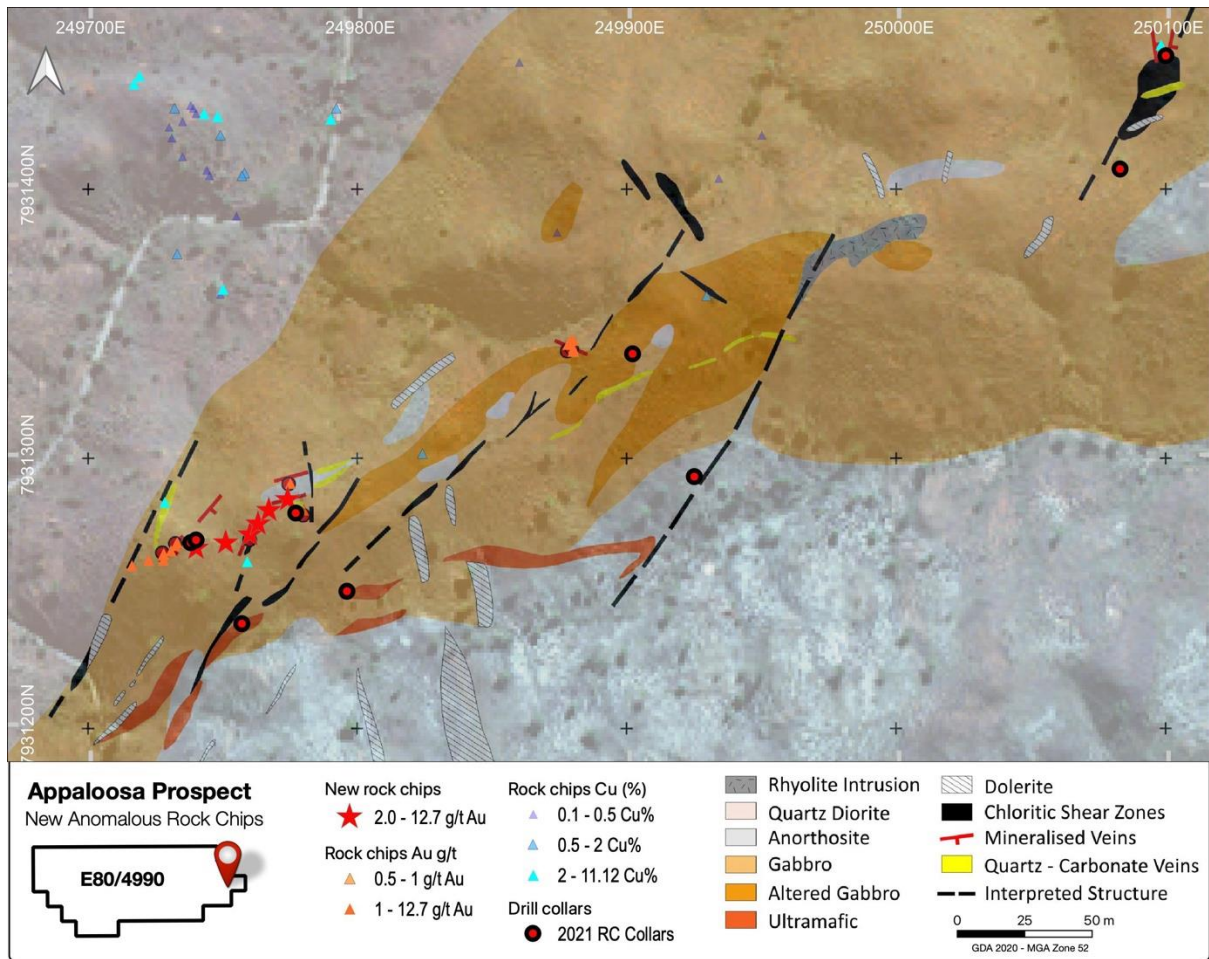 249700E
249800E
249900E
250000E
250100E
7931400N
7931300N
7931200N
Appaloosa Prospect
New Anomalous Rock Chips
E80/4990
New rock chips
2.0 - 12.7 g/t Au
Rock chips Au g/t
0.5 - 1 g/t Au
1 - 12.7 g/t Au
Rock chips Cu (%)
0.1 - 0.5 Cu%
0.5 - 2 Cu%
2 - 11.12 Cu%
Drill collars
2021 RC Collars
Rhyolite Intrusion
Quartz Diorite
Anorthosite
Gabbro
Altered Gabbro
Ultramafic
Dolerite
Chloritic Shear Zones
Mineralised Veins
Quartz - Carbonate Veins
Interpreted Structure
0 25 50 m
GDA 2020 - MGA Zone 52